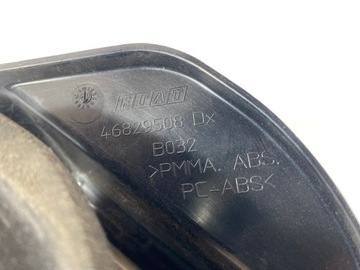 FIAT
46829508 Dx
B032
>PMMA. ABS.
PC-ABS<